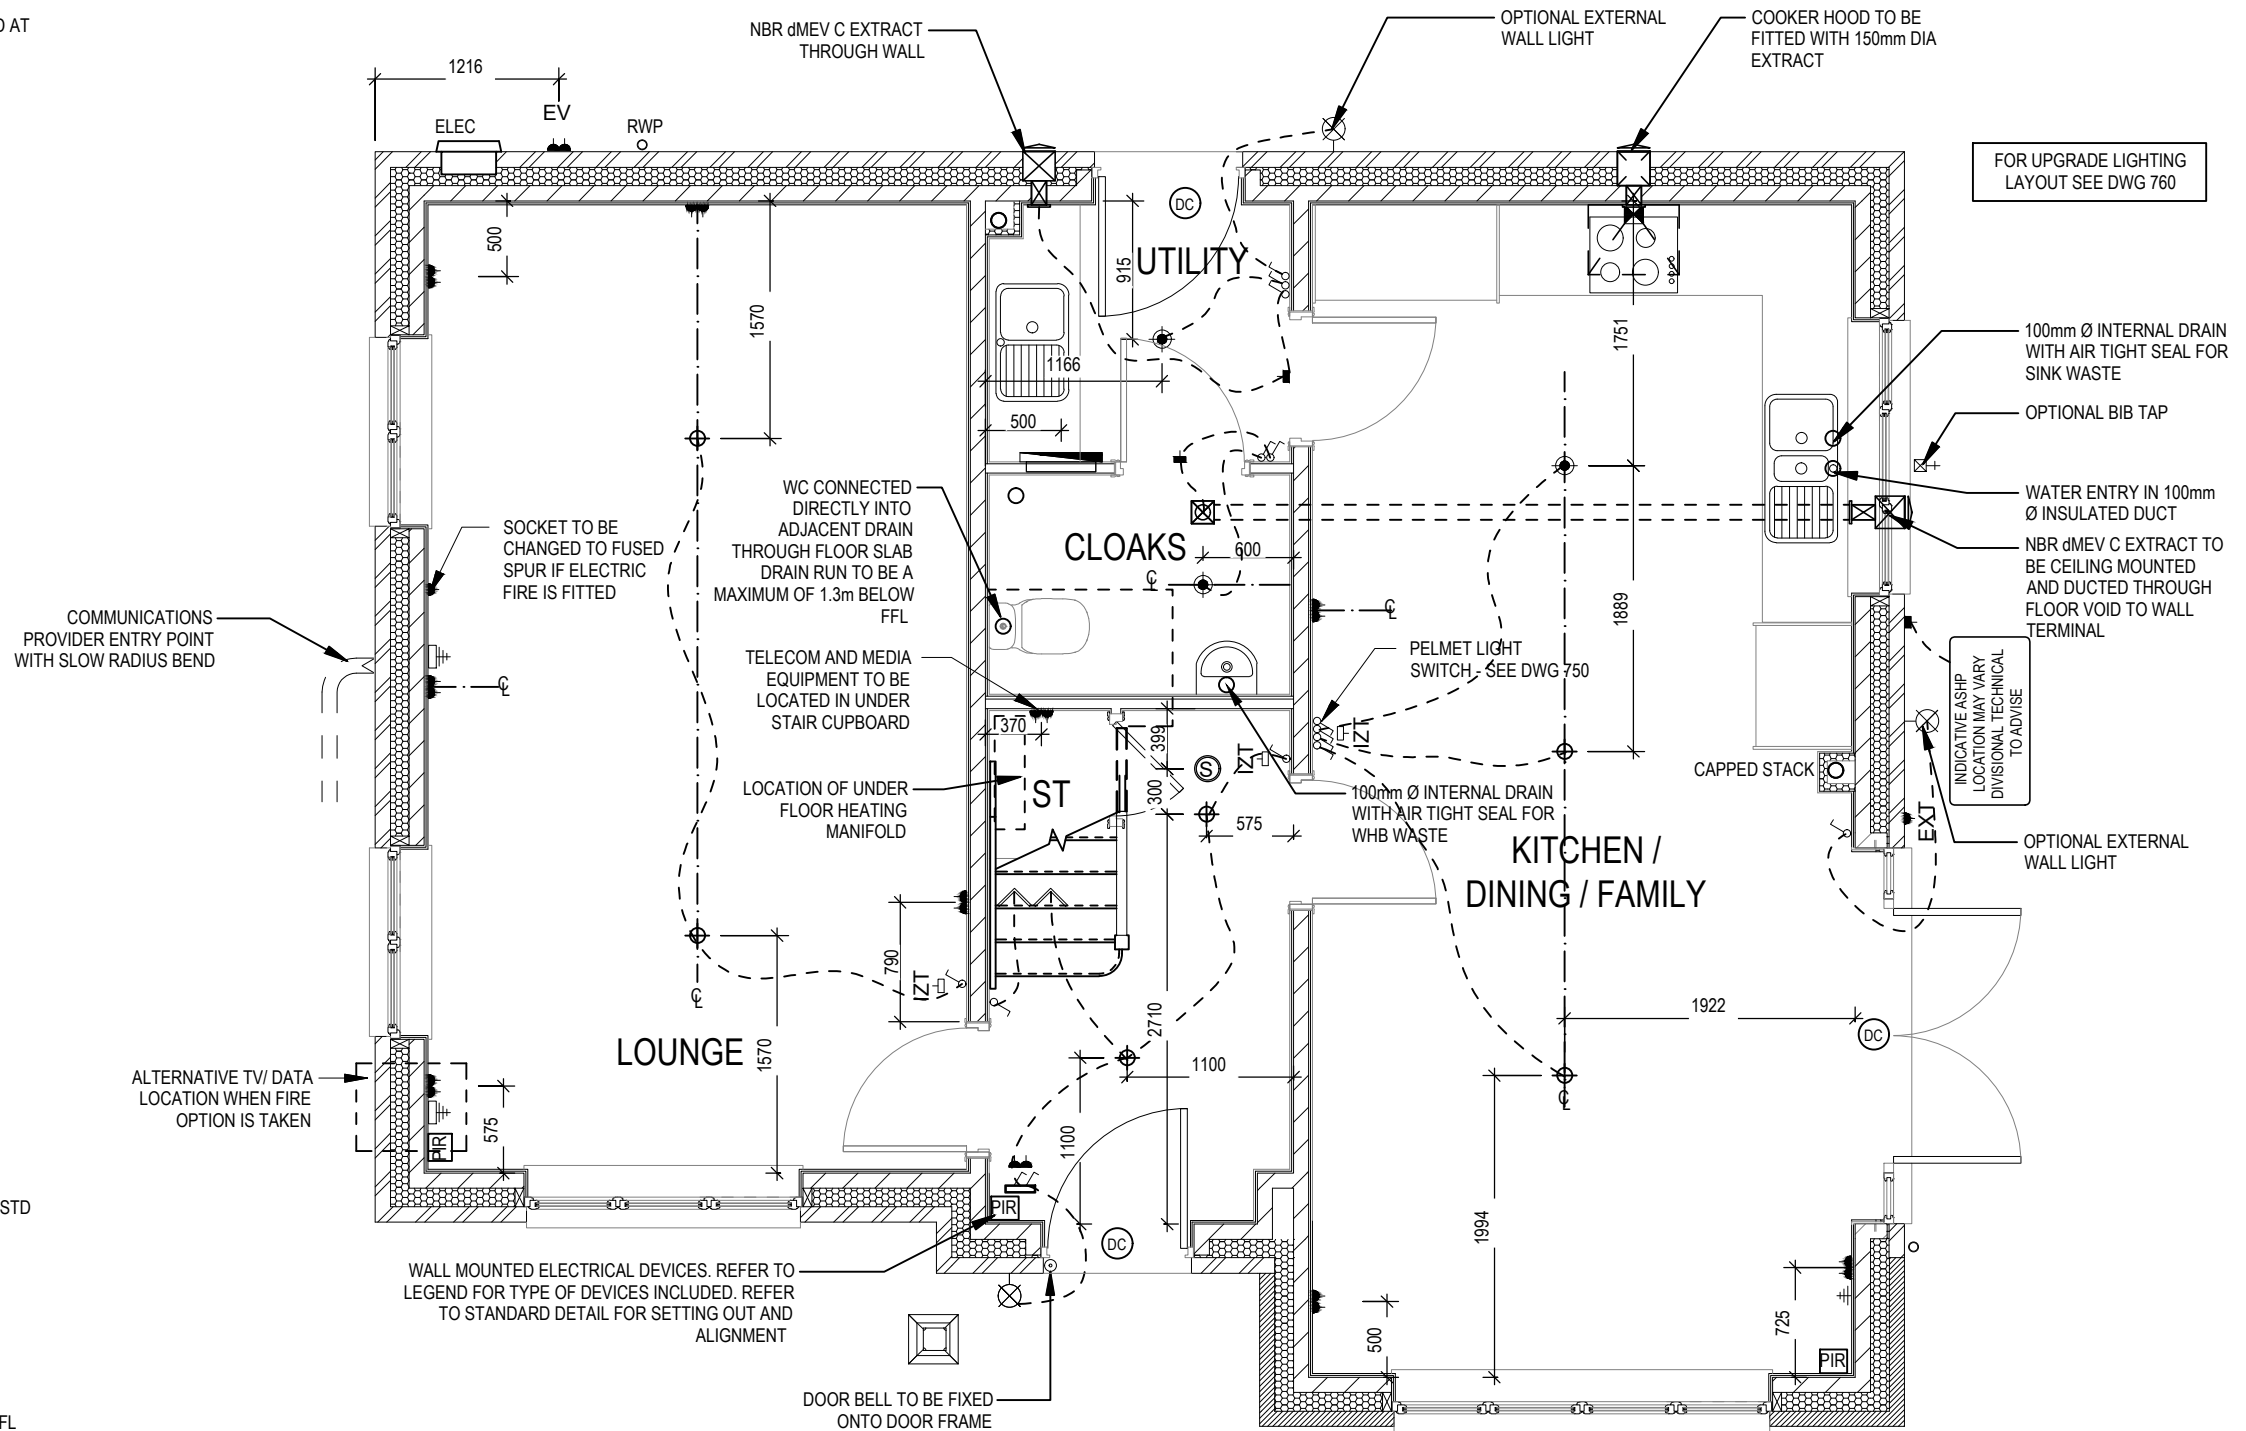 D AT
NBR dMEV C EXTRACT
THROUGH WALL
OPTIONAL EXTERNAL
WALL LIGHT
COOKER HOOD TO BE
FITTED WITH 150mm DIA
EXTRACT
1216
EV
ELEC
RWP
FOR UPGRADE LIGHTING
LAYOUT SEE DWG 760
DC
500
1570
915
UTILITY
1166
500
1751
100mm Ø INTERNAL DRAIN
WITH AIR TIGHT SEAL FOR
SINK WASTE
OPTIONAL BIB TAP
WATER ENTRY IN 100mm
Ø INSULATED DUCT
NBR dMEV C EXTRACT TO
BE CEILING MOUNTED
AND DUCTED THROUGH
FLOOR VOID TO WALL
TERMINAL
SOCKET TO BE
CHANGED TO FUSED
SPUR IF ELECTRIC
FIRE IS FITTED
WC CONNECTED
DIRECTLY INTO
ADJACENT DRAIN
THROUGH FLOOR SLAB
DRAIN RUN TO BE A
MAXIMUM OF 1.3m BELOW
FFL
CLOAKS
600
℄
℄
1889
COMMUNICATIONS
PROVIDER ENTRY POINT
WITH SLOW RADIUS BEND
℄
TELECOM AND MEDIA
EQUIPMENT TO BE
LOCATED IN UNDER
STAIR CUPBOARD
PELMET LIGHT
SWITCH - SEE DWG 750
INDICATIVE ASHP
LOCATION MAY VARY
DIVISIONAL TECHNICAL
TO ADVISE
370
399
S
IZT
IZT
CAPPED STACK
LOCATION OF UNDER
FLOOR HEATING
MANIFOLD
ST
300
575
100mm Ø INTERNAL DRAIN
WITH AIR TIGHT SEAL FOR
WHB WASTE
EXT
OPTIONAL EXTERNAL
WALL LIGHT
KITCHEN /
DINING / FAMILY
790
IZT
℄
1922
DC
2710
LOUNGE
1570
1100
℄
ALTERNATIVE TV/ DATA
LOCATION WHEN FIRE
OPTION IS TAKEN
575
PIR
1100
STD
PIR
DC
1994
WALL MOUNTED ELECTRICAL DEVICES. REFER TO
LEGEND FOR TYPE OF DEVICES INCLUDED. REFER
TO STANDARD DETAIL FOR SETTING OUT AND
ALIGNMENT
500
725
PIR
DOOR BELL TO BE FIXED
ONTO DOOR FRAME
FL